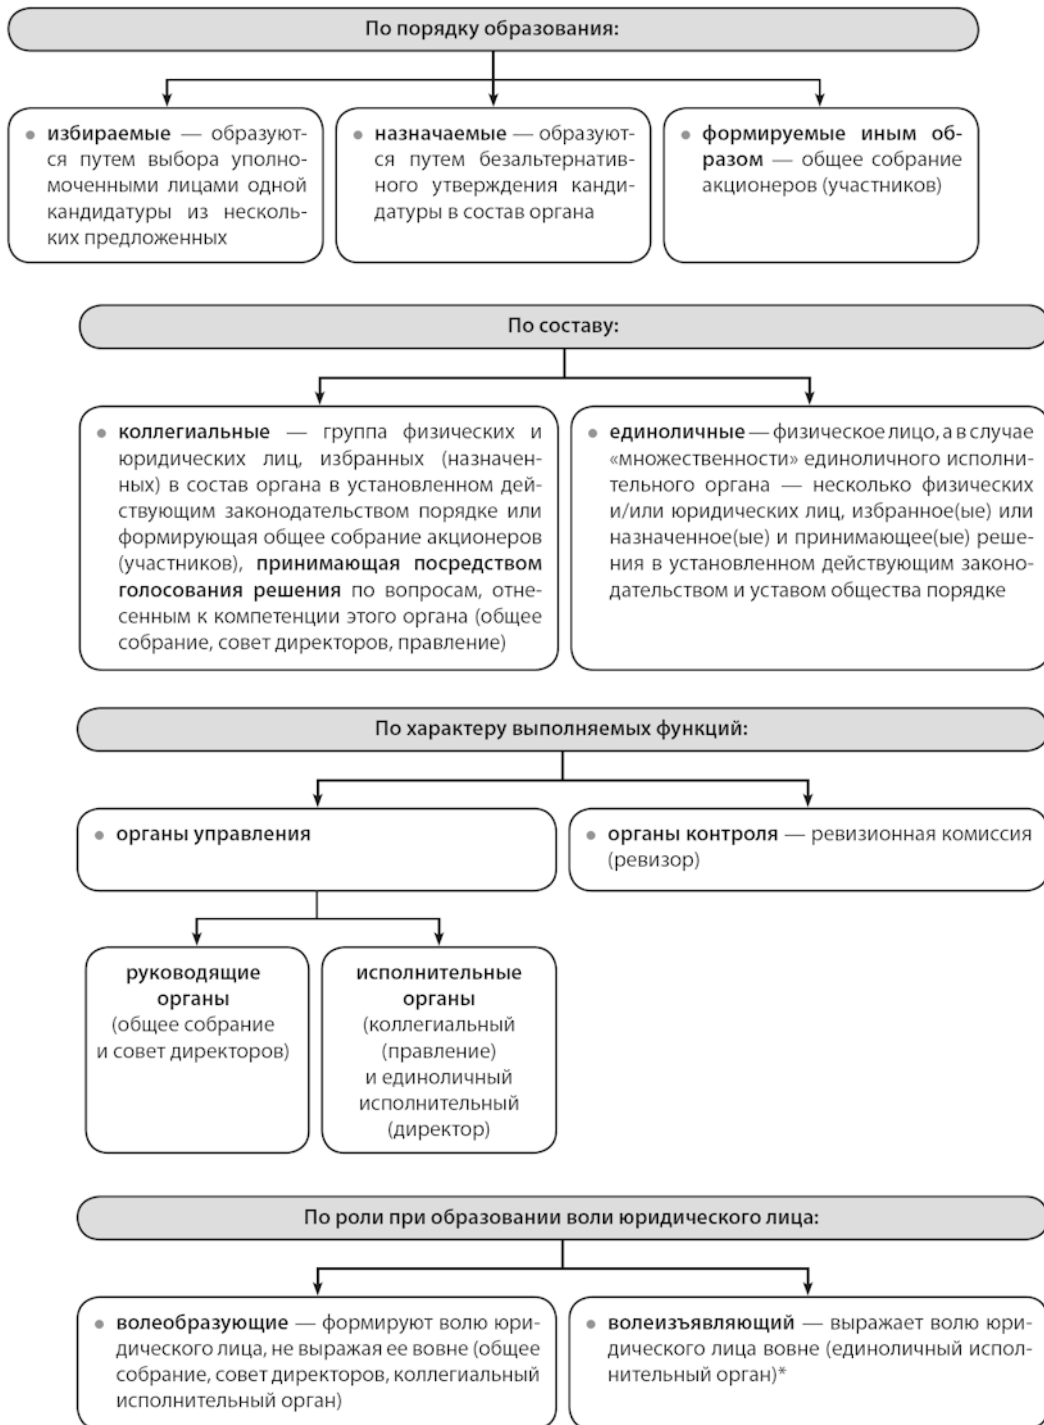 По порядку образования:
• избираемые — образуют-
ся путем выбора уполно-
моченными лицами одной
кандидатуры из несколь-
ких предложенных
• назначаемые — образуют-
ся путем безальтернатив-
ного утверждения канди-
датуры в состав органа
• формируемые иным об-
разом — общее собрание
акционеров (участников)
По составу:
• коллегиальные — группа физических и
юридических лиц, избранных (назначен-
ных) в состав органа в установленном дей-
ствующим законодательством порядке или
формирующая общее собрание акционеров
(участников), принимающая посредством
голосования решения по вопросам, отне-
сенным к компетенции этого органа (общее
собрание, совет директоров, правление)
• единоличные — физическое лицо, а в случае
«множественности» единоличного исполни-
тельного органа — несколько физических
и/или юридических лиц, избранное(ые) или
назначенное(ые) и принимающее(ые) реше-
ния в установленном действующим законо-
дательством и уставом общества порядке
По характеру выполняемых функций:
• органы управления
• органы контроля — ревизионная комиссия
(ревизор)
руководящие
органы
(общее собрание
и совет директоров)
исполнительные
органы
(коллегиальный
(правление)
и единоличный
исполнительный
(директор)
По роли при образовании воли юридического лица:
• волеобразующие — формируют волю юри-
дического лица, не выражая ее вовне (общее
собрание, совет директоров, коллегиальный
исполнительный орган)
• волеизъявляющий — выражает волю юри-
дического лица вовне (единоличный испол-
нительный орган)*